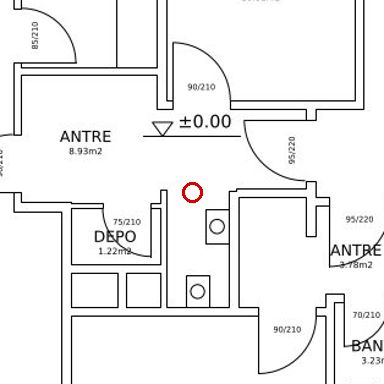 85/210
90/210
±0.00
ANTRE
8.93m2
95/220
75/210
DEPO
1.22m2
95/220
ANTRE
3.78m2
70/210
90/210
BAN
3.23